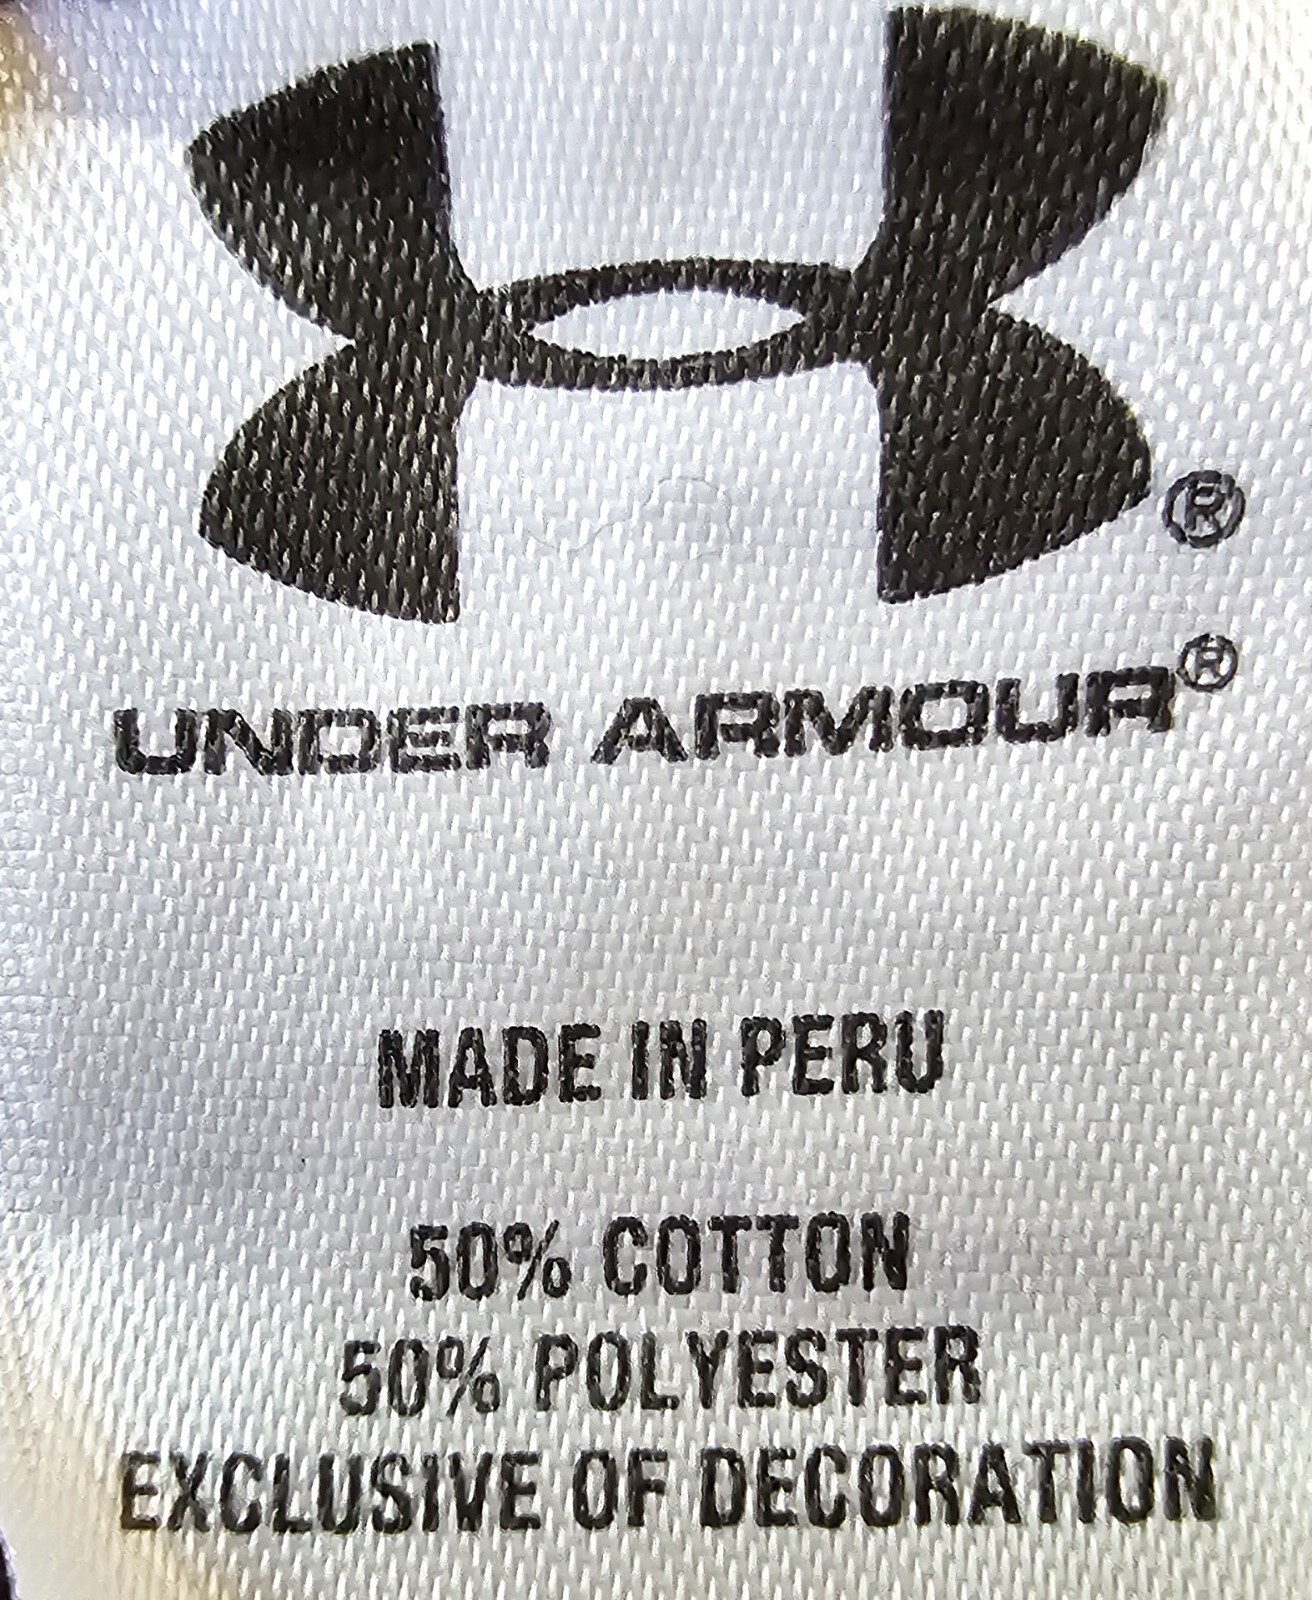 ®
UNDER ARMOUR®
MADE IN PERU
50% COTTON
50% POLYESTER
EXCLUSIVE OF DECORATION